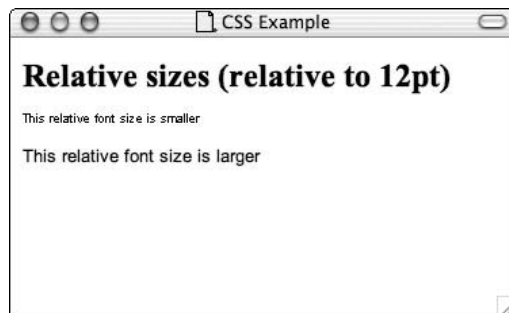 CSS Example
Relative sizes (relative to 12pt)
This relative font size is smaller
This relative font size is larger